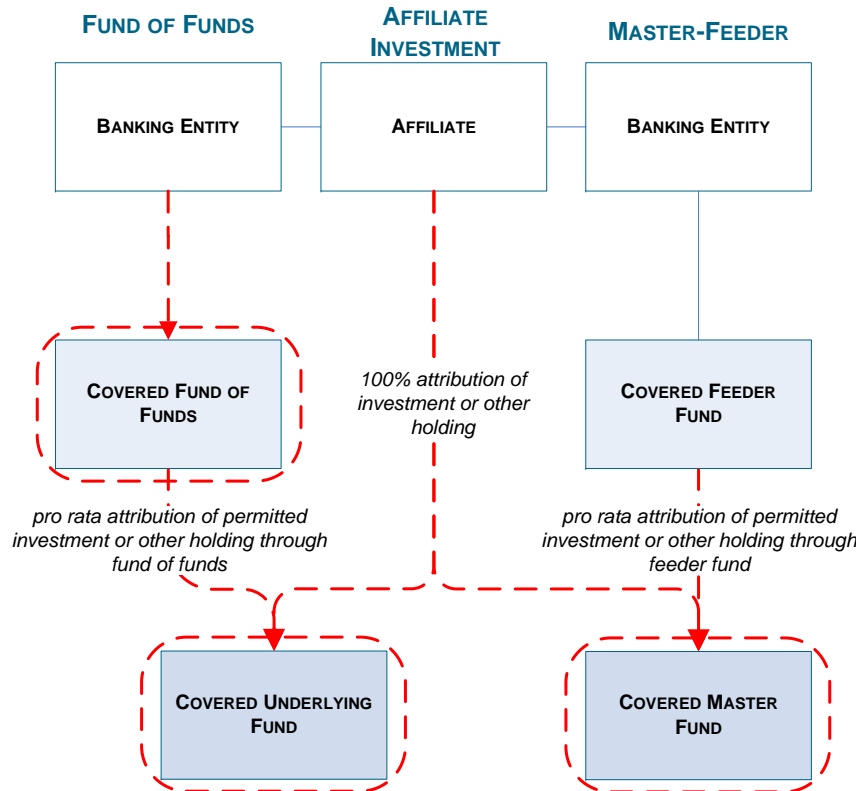 FUND OF FUNDS
AFFILIATE
INVESTMENT
MASTER-FEEDER
BANKING ENTITY
AFFILIATE
BANKING ENTITY
COVERED FUND OF
FUNDS
100% attribution of
investment or other
holding
COVERED FEEDER
FUND
pro rata attribution of permitted
investment or other holding through
fund of funds
pro rata attribution of permitted
investment or other holding through
feeder fund
COVERED UNDERLYING
FUND
COVERED MASTER
FUND